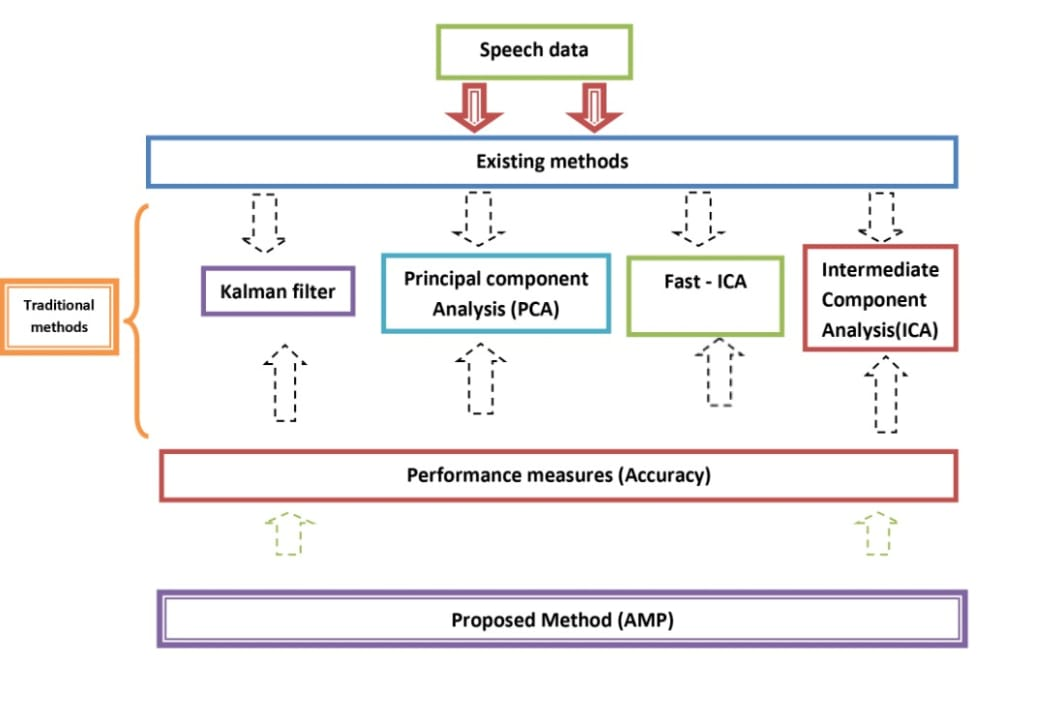 Speech data
Existing methods
Traditional
methods
Kalman filter
Principal component
Analysis (PCA)
Fast - ICA
Intermediate
Component
Analysis(ICA)
Performance measures (Accuracy)
Proposed Method (AMP)